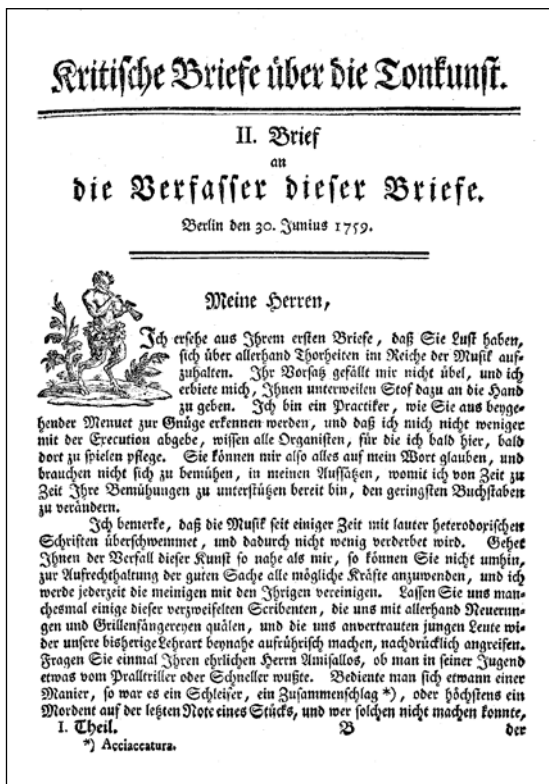 Kritische Briefe über die Tonkunst.
II. Brief
an
die Verfasser dieser Briefe.
Berlin den 30. Junius 1759.
Meine Herren,
Ich ersehe aus Ihrem ersten Briefe, daß Sie Lust haben,
sich über allerhand Thorheiten im Reiche der Musik auf-
zuhalten. Ihr Vorsatz gefällt mir nicht übel, und ich
erbiete mich, Ihnen unterweilen Stof dazu an die Hand
zu geben. Ich bin ein Practiker, wie Sie aus beyge-
hender Menuet zur Gnüge erkennen werden, und daß ich mich nicht weniger
mit der Execution abgebe, wissen alle Organisten, für die ich bald hier, bald
dort zu spielen pflege. Sie können mir also alles auf mein Wort glauben, und
brauchen nicht sich zu bemühen, in meinen Aufsätzen, womit ich von Zeit zu
Zeit Ihre Bemühungen zu unterstützen bereit bin, den geringsten Buchstaben
zu verändern.
Ich bemerke, daß die Musik seit einiger Zeit mit lauter heterodoxischen
Schriften überschwemmet, und dadurch nicht wenig verderbet wird. Gehet
Ihnen der Verfall dieser Kunst so nahe als mir, so können Sie nicht umhin,
zur Aufrechthaltung der guten Sache alle mögliche Kräfte anzuwenden, und ich
werde jederzeit die meinigen mit den Ihrigen vereinigen. Lassen Sie uns man-
chesmal einige dieser verzweifelten Scribenten, die uns mit allerhand Neuerun-
gen und Grillenfängereyen quälen, und die uns anvertrauten jungen Leute wi-
der unsere bisherige Lehrart beynahe aufrührisch machen, nachdrücklich angreifen.
Fragen Sie einmal Ihren ehrlichen Herrn Amisallos, ob man in seiner Jugend
etwas vom Pralltriller oder Schneller wußte. Bediente man sich etwann einer
Manier, so war es ein Schleifer, ein Zusammenschlag *), oder höchstens ein
Mordent auf der letzten Note eines Stücks, und wer solchen nicht machen konnte,
I. Theil. B der
*) Acciaccatura.